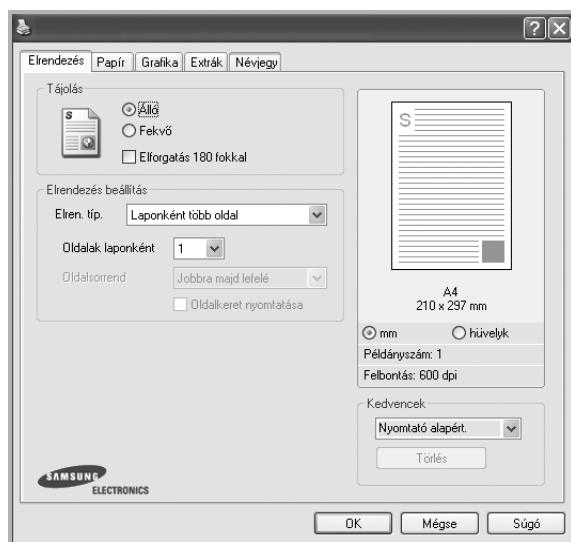 Elrendezés Papír Grafika Extrák Névjegy
Tájolás
S
Álló
Fekvő
Elforgatás 180 fokkal
Elrendezés beállítás
Elren. típ. Laponként több oldal
Oldalak laponként 1
Oldalsorrend Jobbra majd lefelé
Oldalkeret nyomtatása
S
A4
210 x 297 mm
mm hüvelyk
Példányszám: 1
Felbontás: 600 dpi
Kedvencek
Nyomtató alapért.
Törlés
SAMSUNG
ELECTRONICS
OK Mégse Súgó